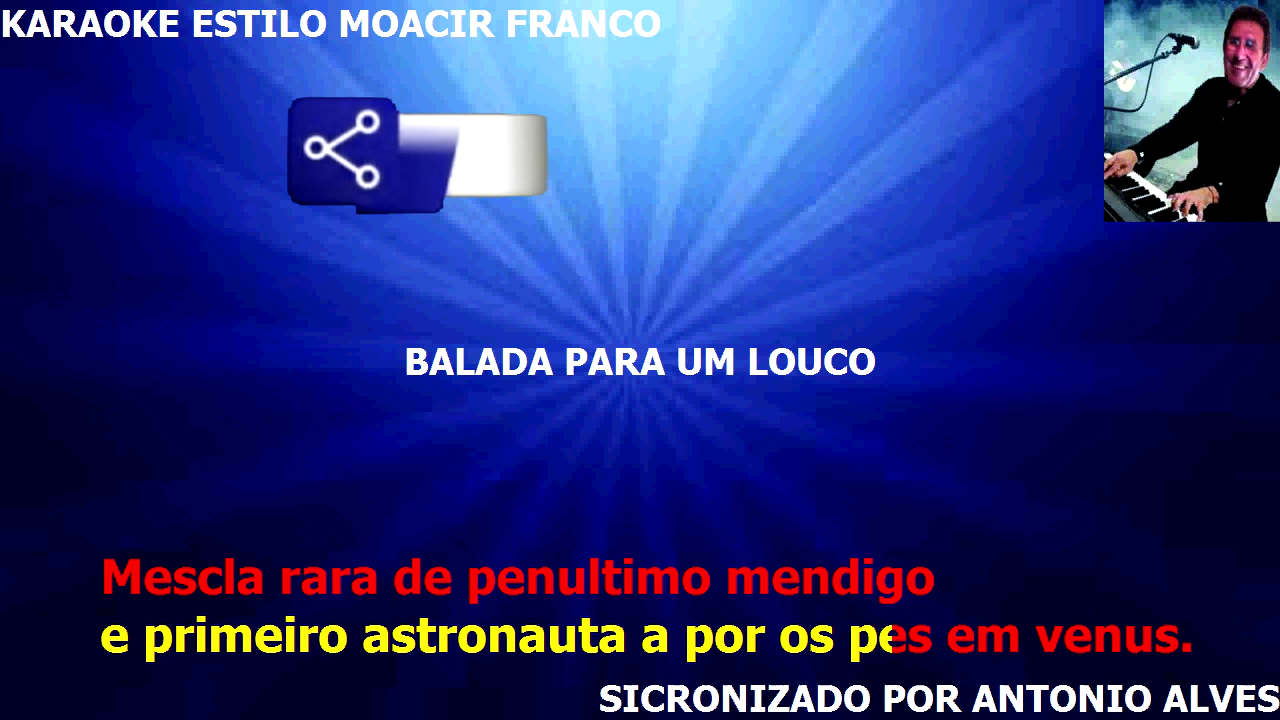 KARAOKE ESTILO MOACIR FRANCO
BALADA PARA UM LOUCO
Mescla rara de penultimo mendigo
e primeiro astronauta a por os pes em venus.
SICRONIZADO POR ANTONIO ALVES